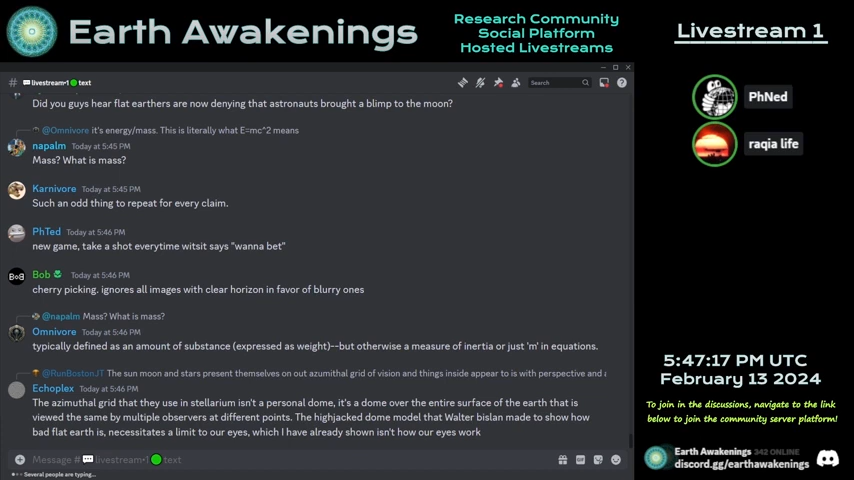 Earth Awakenings
Research Community
Social Platform
Hosted Livestreams
Livestream 1
# livestream-1 text
Search
Did you guys hear flat earthers are now denying that astronauts brought a blimp to the moon?
@Omnivore it's energy/mass. This is literally what E=mc^2 means
napalm Today at 5:45 PM
Mass? What is mass?
Karnivore Today at 5:45 PM
Such an odd thing to repeat for every claim.
PhTed Today at 5:46 PM
new game, take a shot everytime witsit says "wanna bet"
BoB
Bob Today at 5:46 PM
cherry picking. ignores all images with clear horizon in favor of blurry ones
@napalm Mass? What is mass?
Omnivore Today at 5:46 PM
typically defined as an amount of substance (expressed as weight)--but otherwise a measure of inertia or just 'm' in equations.
@RunBostonJT The sun moon and stars present themselves on out azumithal grid of vision and things inside appear to is with perspective and a
Echoplex Today at 5:46 PM
The azimuthal grid that they use in stellarium isn't a personal dome, it's a dome over the entire surface of the earth that is
viewed the same by multiple observers at different points. The highjacked dome model that Walter bislan made to show how
bad flat earth is, necessitates a limit to our eyes, which I have already shown isn't how our eyes work
Message # livestream-1 text
GIF
Several people are typing...
PhNed
raqia life
5:47:17 PM UTC
February 13 2024
To join in the discussions, navigate to the link
below to join the community server platform!
Earth Awakenings 342 ONLINE
discord.gg/earthawakenings